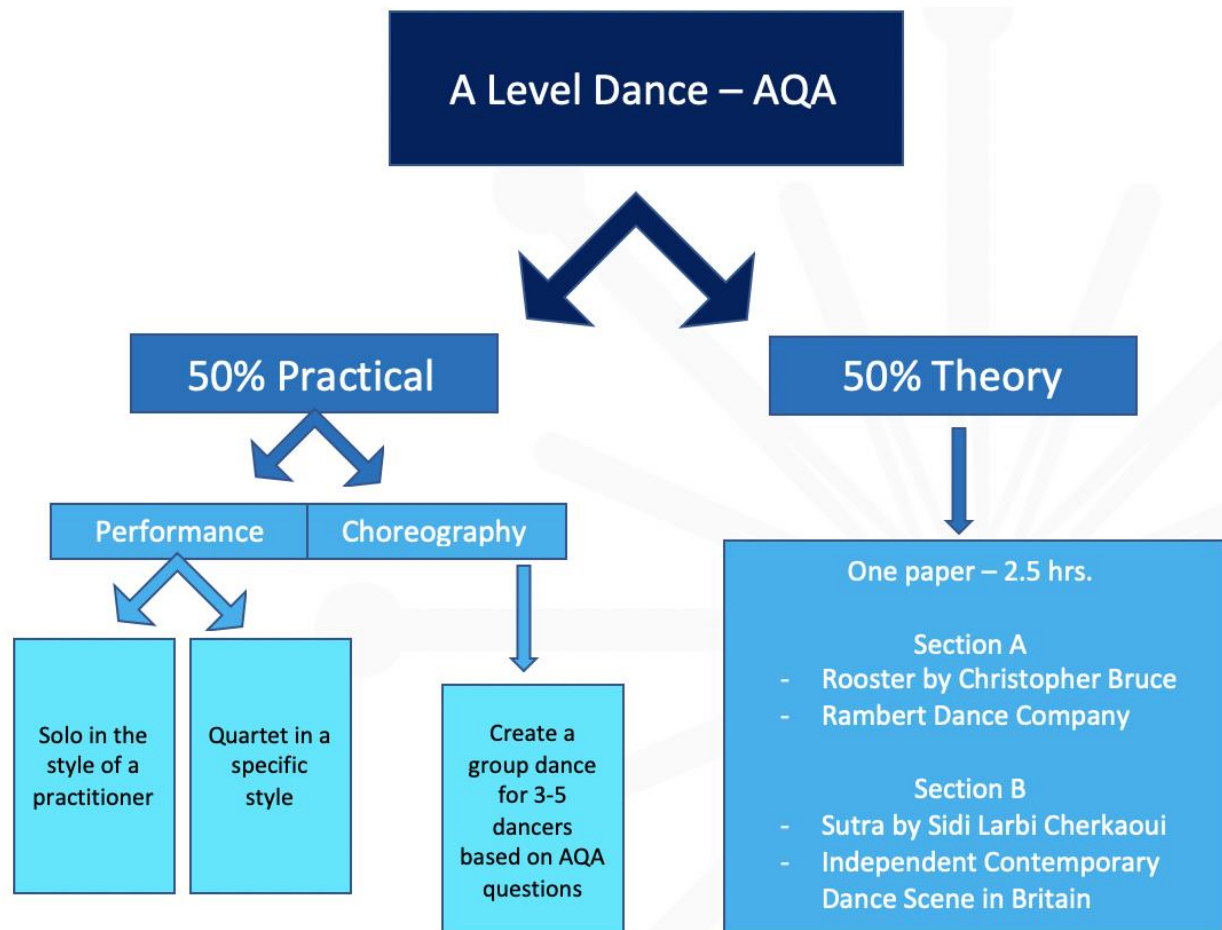 A Level Dance – AQA
50% Practical
50% Theory
Performance
Choreography
Solo in the
style of a
practitioner
Quartet in a
specific
style
Create a
group dance
for 3-5
dancers
based on AQA
questions
One paper – 2.5 hrs.
Section A
- Rooster by Christopher Bruce
- Rambert Dance Company
Section B
- Sutra by Sidi Larbi Cherkaoui
- Independent Contemporary
Dance Scene in Britain